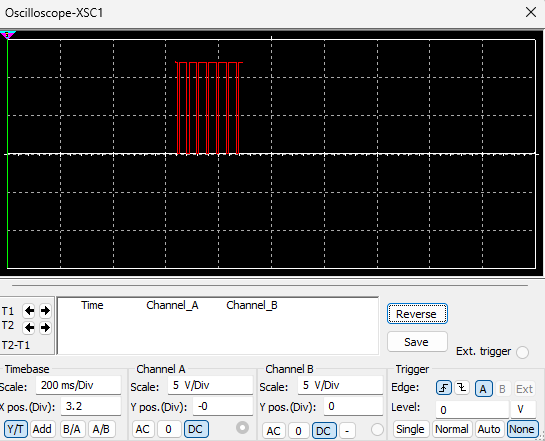 Oscilloscope-XSC1
Time Channel_A Channel_B
T1
T2
T2-T1
Reverse
Save
Ext. trigger
Timebase
Scale: 200 ms/Div
X pos.(Div): 3.2
Y/T Add B/A A/B
Channel A
Scale: 5 V/Div
Y pos.(Div): -0
AC 0 DC
Channel B
Scale: 5 V/Div
Y pos.(Div): 0
AC 0 DC -
Trigger
Edge: A B Ext
Level: 0 V
Single Normal Auto None